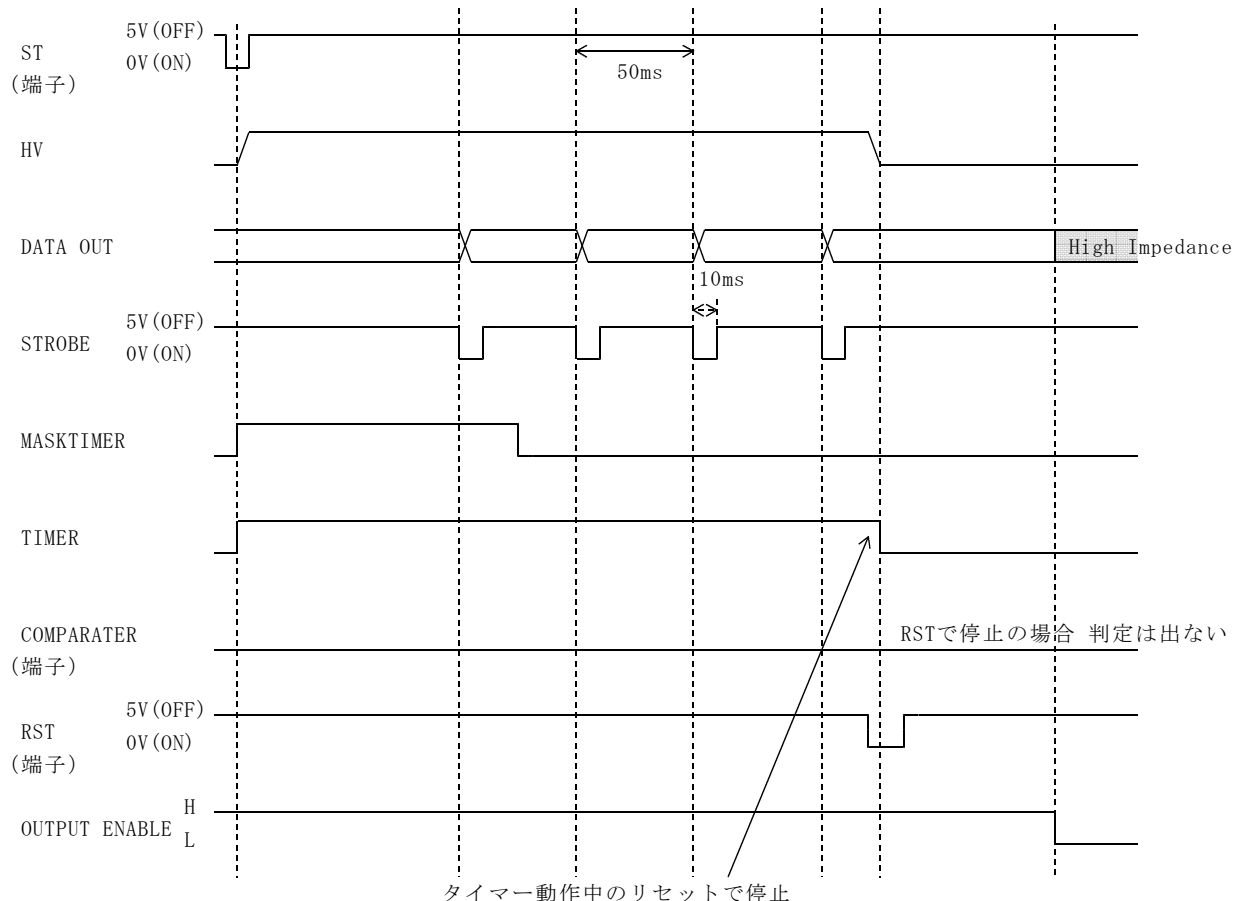 5V(OFF)
ST
0V(ON)
(端子)
50ms
HV
DATA OUT
High Impedance
10ms
5V(OFF)
STROBE
0V(ON)
MASKTIMER
TIMER
COMPARATER
(端子)
RSTで停止の場合 判定は出ない
5V(OFF)
RST
0V(ON)
(端子)
H
OUTPUT ENABLE
L
タイマー動作中のリセットで停止